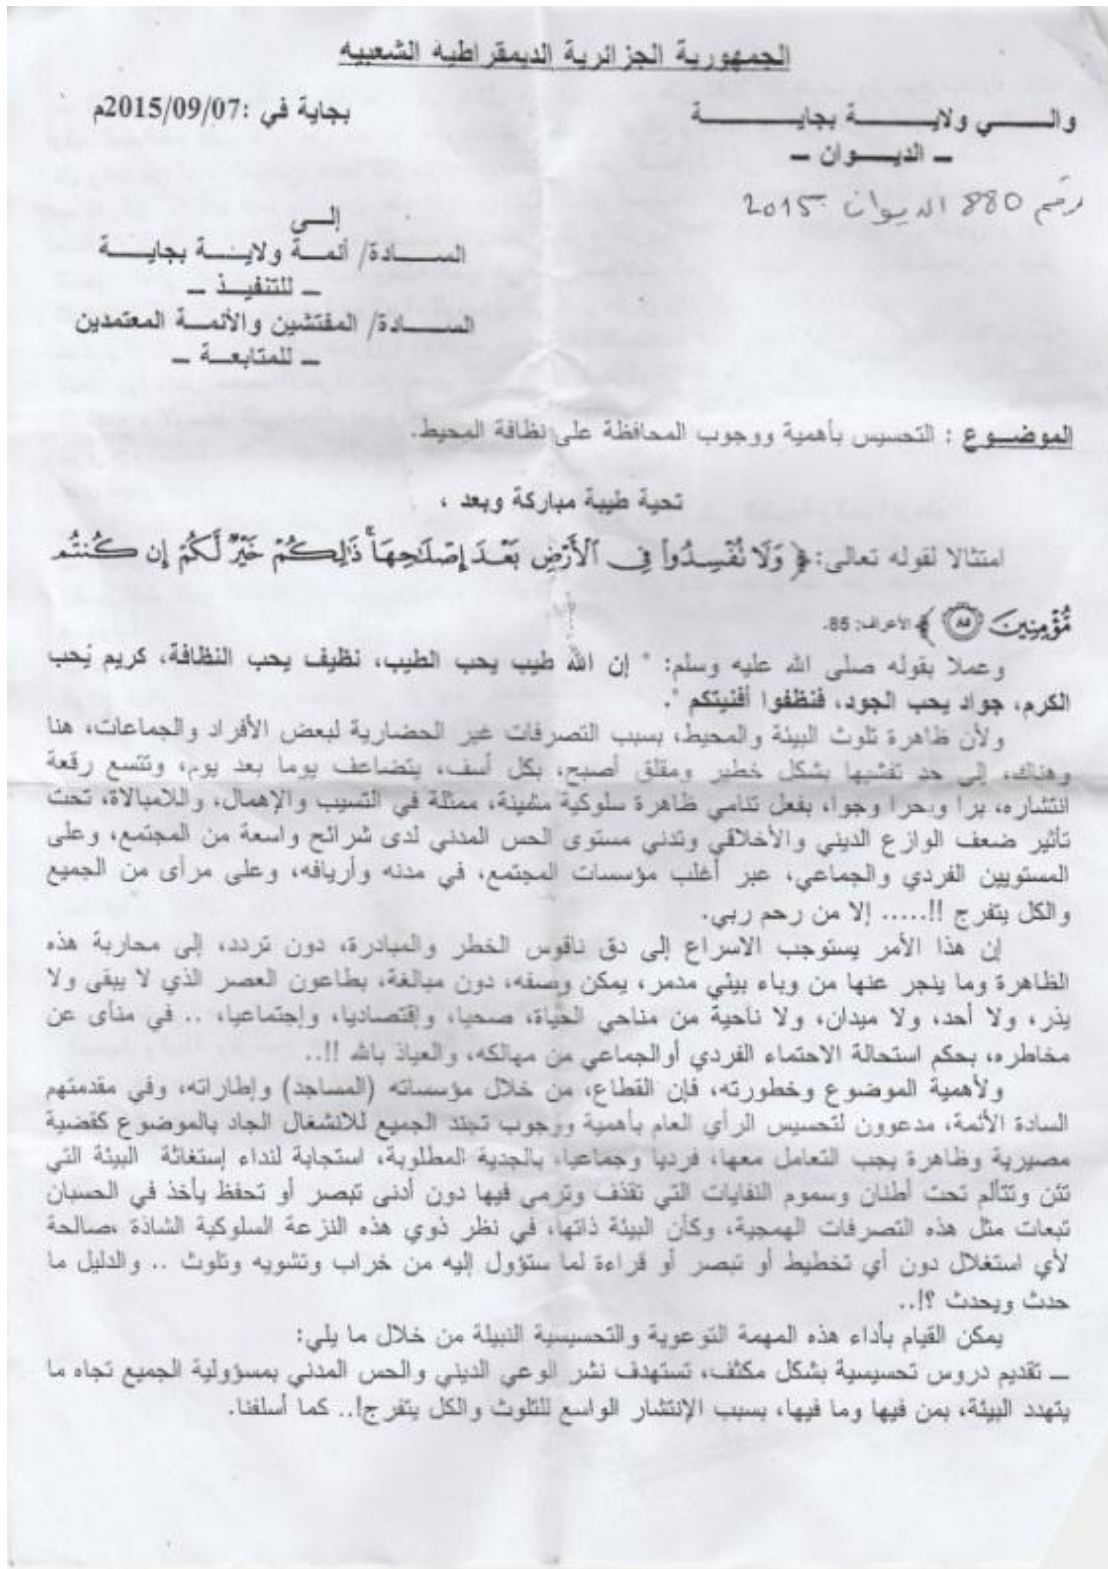 الجمهورية الجزائرية الديمقراطية الشعبية
والـــــي ولايـــــــة بجايـــــــــة
بجاية في :2015/09/07م
ـ الديـــوان ـ
رقم 880 الديوان 2015
إلــى
الســـــادة/ أئمـــة ولايـــة بجايـــــة
ـ للتنفيــذ ـ
الســـــادة/ المفتشين والأئمـــة المعتمدين
ـ للمتابعـــة ـ
الموضـــوع : التحسيس بأهمية ووجوب المحافظة على نظافة المحيط.
تحية طيبة مباركة وبعد ،
امتثالا لقوله تعالى: ﴿ وَلَا تُفْسِدُوا فِي الْأَرْضِ بَعْدَ إِصْلَاحِهَا ۚ ذَٰلِكُمْ خَيْرٌ لَّكُمْ إِن كُنتُم
مُّؤْمِنِينَ (٨٥) ﴾ الأعراف: 85.
وعملا بقوله صلى الله عليه وسلم: " إن الله طيب يحب الطيب، نظيف يحب النظافة، كريم يُحب
الكرم، جواد يحب الجود، فنظفوا أفنيتكم ".
ولأن ظاهرة تلوث البيئة والمحيط، بسبب التصرفات غير الحضارية لبعض الأفراد والجماعات، هنا
وهناك، إلى حد تفشيها بشكل خطير ومقلق أصبح، بكل أسف، يتضاعف يوما بعد يوم، وتتسع رقعة
انتشاره، برا وبحرا وجوا، بفعل تنامي ظاهرة سلوكية مشينة، ممثلة في التسيب والإهمال، واللامبالاة، تحت
تأثير ضعف الوازع الديني والأخلاقي وتدني مستوى الحس المدني لدى شرائح واسعة من المجتمع، وعلى
المستويين الفردي والجماعي، عبر أغلب مؤسسات المجتمع، في مدنه وأريافه، وعلى مرأى من الجميع
والكل يتفرج !!..... إلا من رحم ربي.
إن هذا الأمر يستوجب الاسراع إلى دق ناقوس الخطر والمبادرة، دون تردد، إلى محاربة هذه
الظاهرة وما ينجر عنها من وباء بيئي مدمر، يمكن وصفه، دون مبالغة، بطاعون العصر الذي لا يبقى ولا
يذر، ولا أحد، ولا ميدان، ولا ناحية من مناحي الحياة، صحيا، وإقتصاديا، وإجتماعيا، .. في منأى عن
مخاطره، بحكم استحالة الاحتماء الفردي أوالجماعي من مهالكه، والعياذ بالله !!..
ولأهمية الموضوع وخطورته، فإن القطاع، من خلال مؤسساته (المساجد) وإطاراته، وفي مقدمتهم
السادة الأئمة، مدعوون لتحسيس الرأي العام بأهمية ووجوب تجند الجميع للانشغال الجاد بالموضوع كقضية
مصيرية وظاهرة يجب التعامل معها، فرديا وجماعيا، بالجدية المطلوبة، استجابة لنداء إستغاثة البيئة التي
تئن وتتألم تحت أطنان وسموم النفايات التي تقذف وترمى فيها دون أدنى تبصر أو تحفظ يأخذ في الحسبان
تبعات مثل هذه التصرفات الهمجية، وكأن البيئة ذاتها، في نظر ذوي هذه النزعة السلوكية الشاذة ،صالحة
لأي استغلال دون أي تخطيط أو تبصر أو قراءة لما ستؤول إليه من خراب وتشويه وتلوث .. والدليل ما
حدث ويحدث ؟!..
يمكن القيام بأداء هذه المهمة التوعوية والتحسيسية النبيلة من خلال ما يلي:
ـ تقديم دروس تحسيسية بشكل مكثف، تستهدف نشر الوعي الديني والحس المدني بمسؤولية الجميع تجاه ما
يتهدد البيئة، بمن فيها وما فيها، بسبب الإنتشار الواسع للتلوث والكل يتفرج!.. كما أسلفنا.